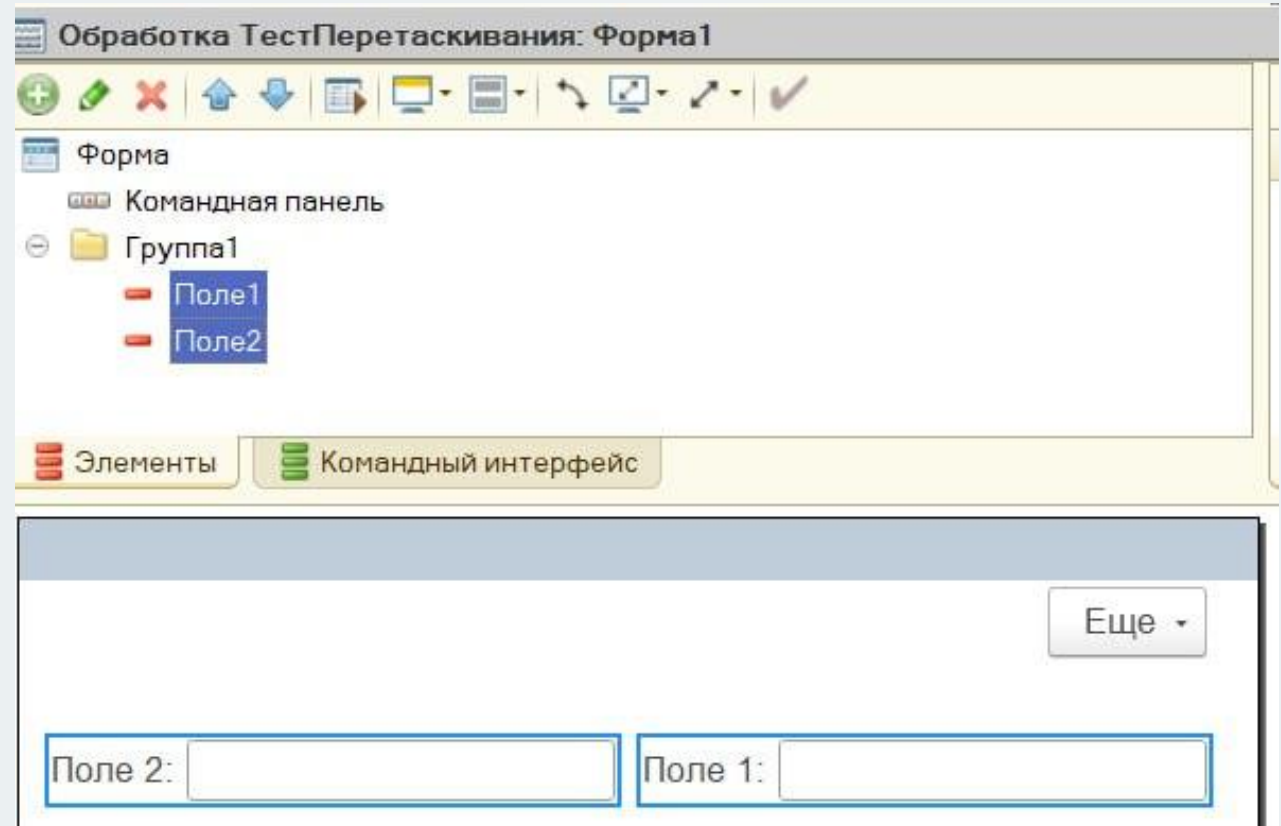 Обработка ТестПеретаскивания: Форма1
Форма
Командная панель
Группа1
Поле1
Поле2
Элементы Командный интерфейс
Еще
Поле 2: Поле 1: